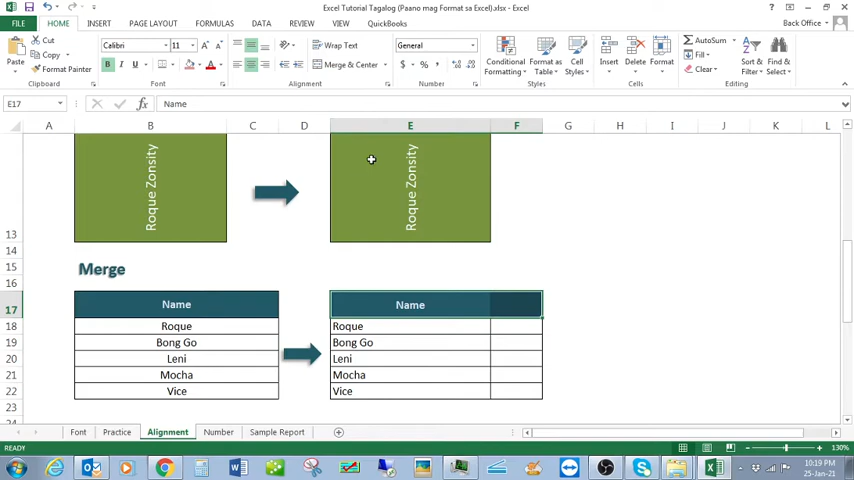 Excel Tutorial Tagalog (Paano mag Format sa Excel).xlsx - Excel
FILE HOME INSERT PAGE LAYOUT FORMULAS DATA REVIEW VIEW QuickBooks Back Office
Cut
Copy
Format Painter
Paste
Clipboard
Calibri 11
B I U
Font
Wrap Text
Merge & Center
Alignment
General
$ % ,
Number
Conditional Formatting
Format as Table
Cell Styles
Styles
Insert Delete Format
Cells
AutoSum
Fill
Clear
Sort & Filter
Find & Select
Editing
E17 fx Name
A B C D E F G H I J K L
Roque Zonsity Roque Zonsity
13
14
15 Merge
16
17 Name Name
18 Roque Roque
19 Bong Go Bong Go
20 Leni Leni
21 Mocha Mocha
22 Vice Vice
23
Font Practice Alignment Number Sample Report
READY 130%
10:19 PM
25-Jan-21